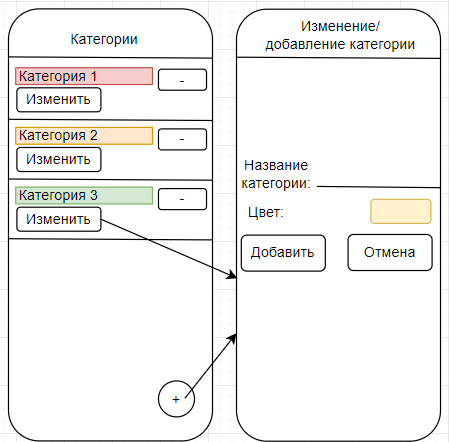 Категории
Категория 1
-
Изменить
Категория 2
-
Изменить
Категория 3
-
Изменить
+
Изменение/
добавление категории
Название
категории:
Цвет:
Добавить
Отмена